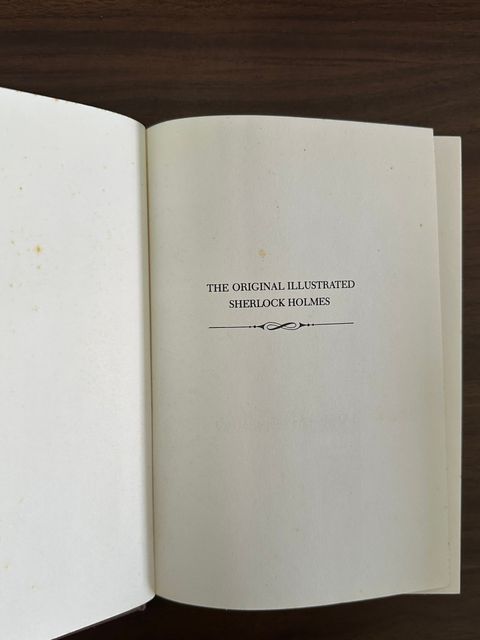 THE ORIGINAL ILLUSTRATED
SHERLOCK HOLMES